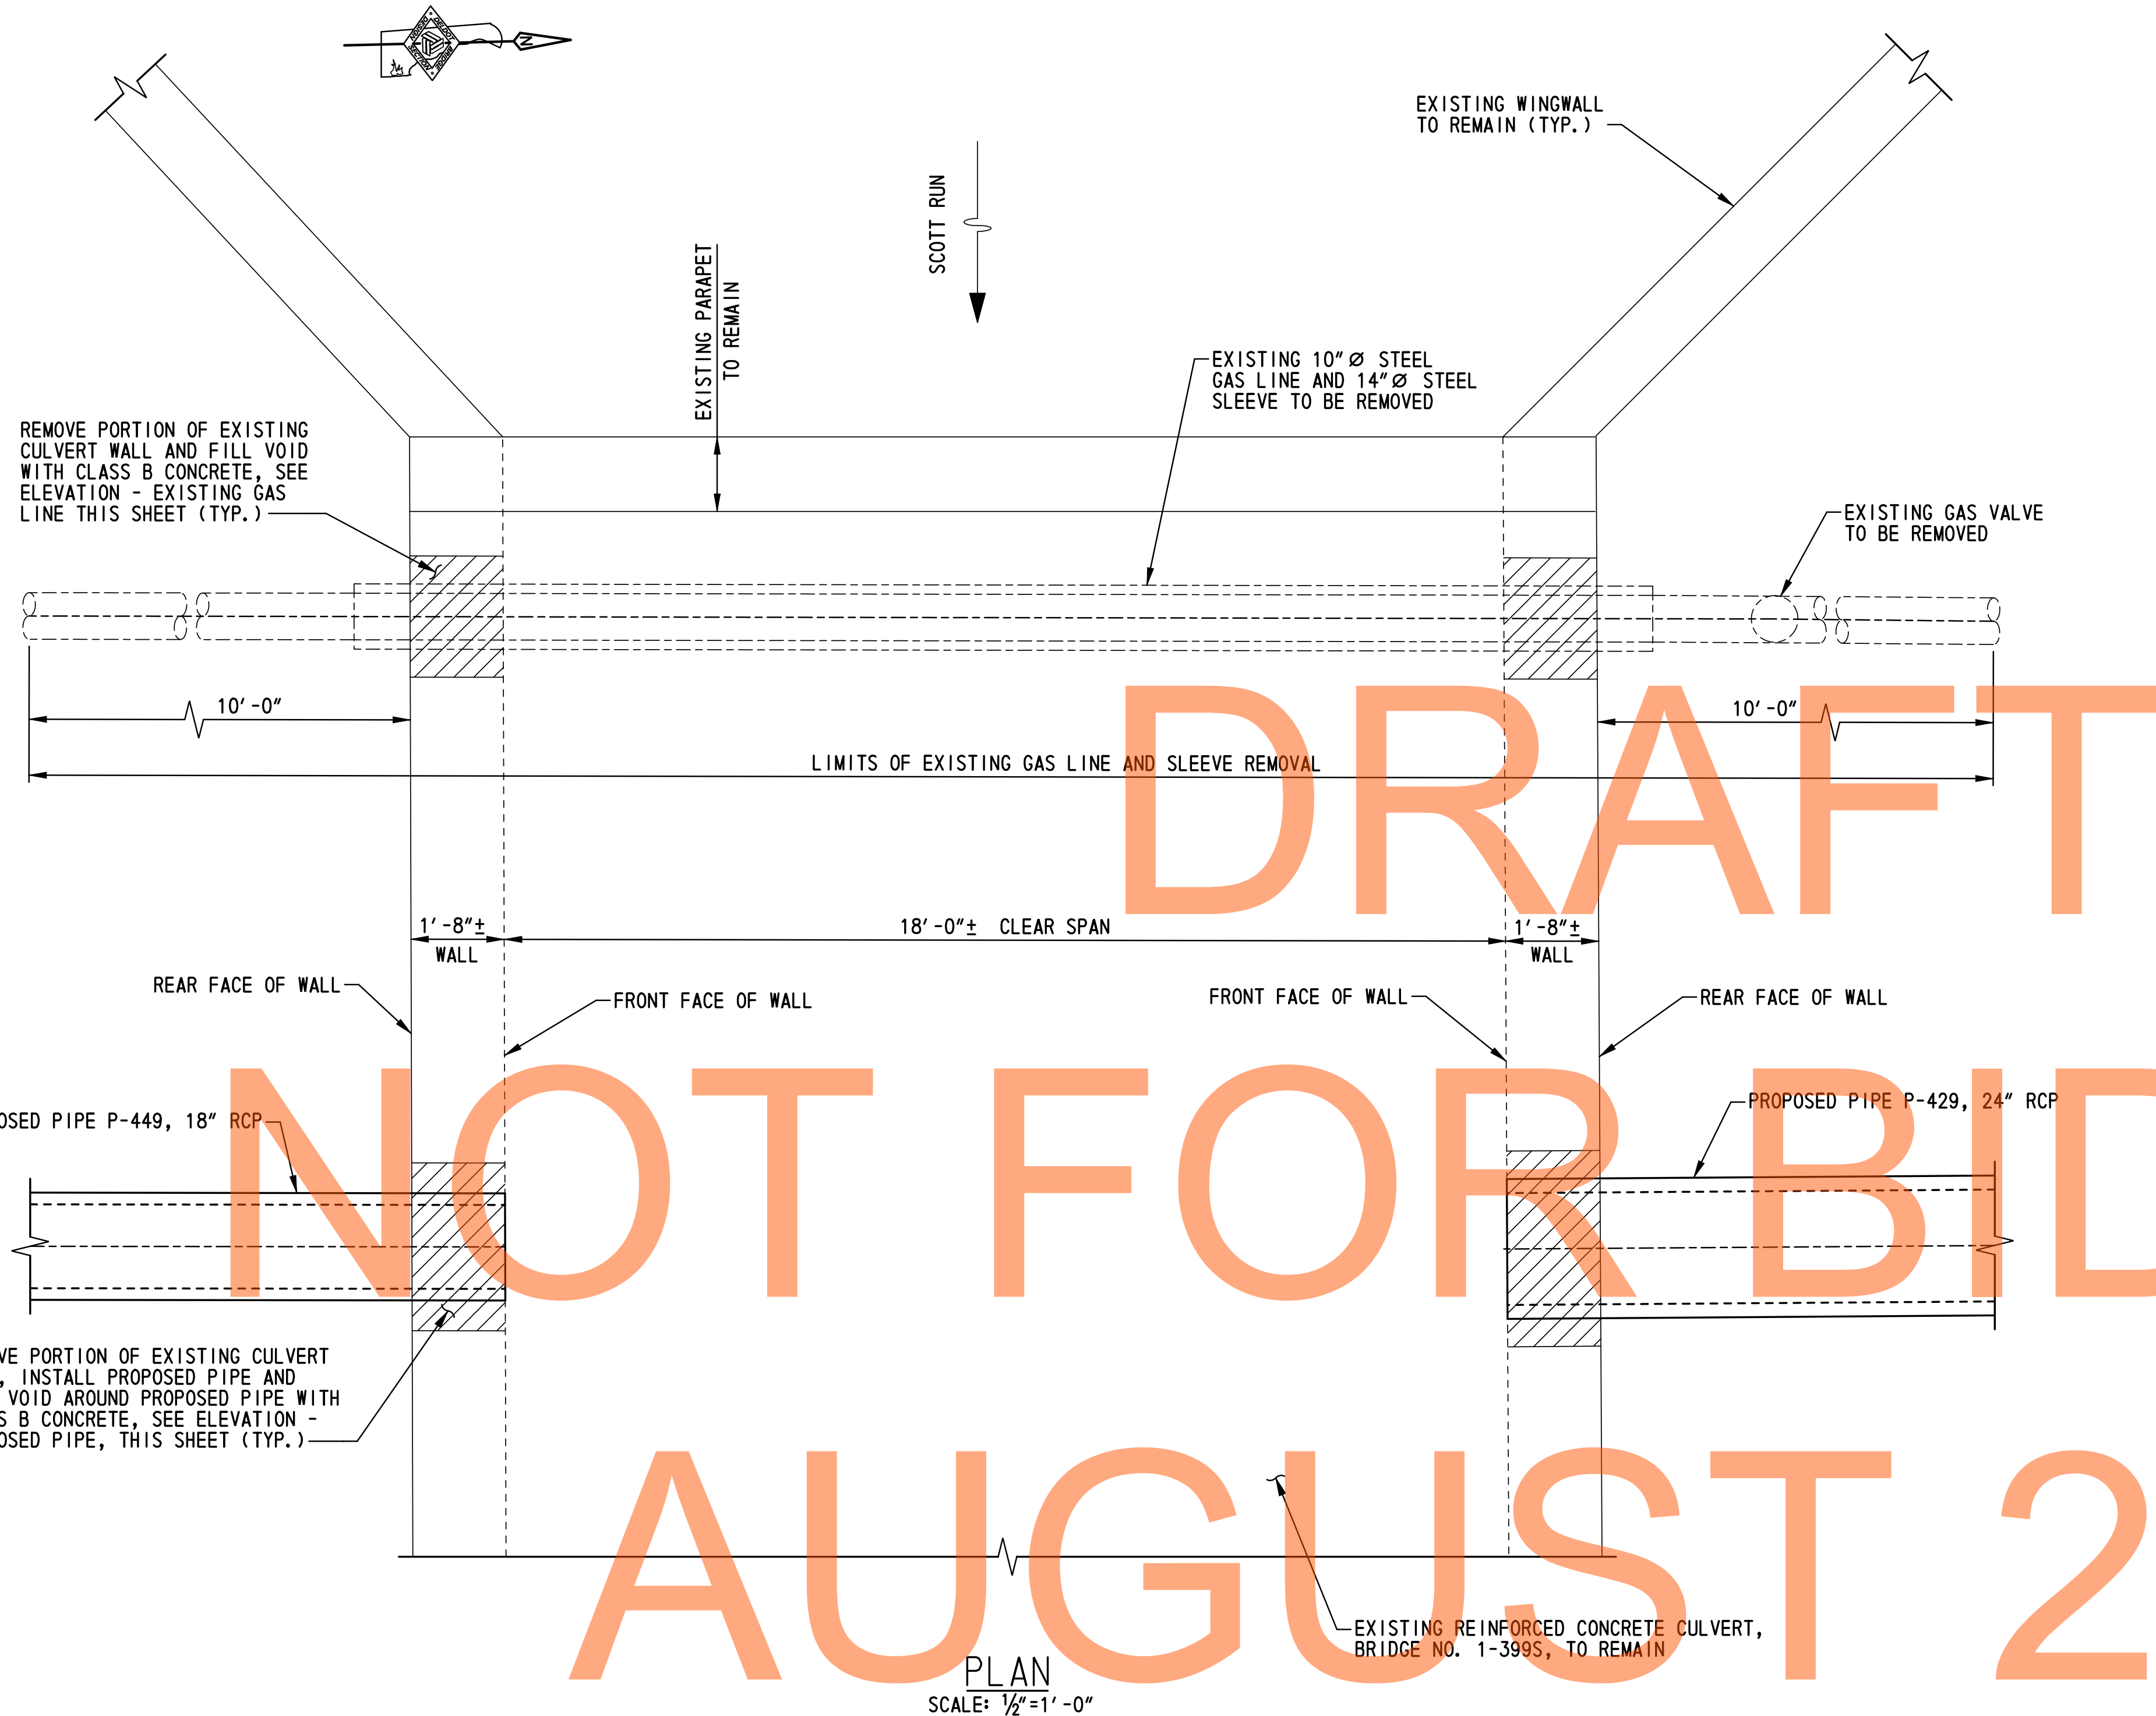 DELDOT
BRIDGE
DESIGN
SECTION
N
EXISTING WINGWALL
TO REMAIN (TYP.)
SCOTT RUN
EXISTING PARAPET
TO REMAIN
EXISTING 10" Ø STEEL
GAS LINE AND 14" Ø STEEL
SLEEVE TO BE REMOVED
REMOVE PORTION OF EXISTING
CULVERT WALL AND FILL VOID
WITH CLASS B CONCRETE, SEE
ELEVATION - EXISTING GAS
LINE THIS SHEET (TYP.)
EXISTING GAS VALVE
TO BE REMOVED
10'-0"
10'-0"
LIMITS OF EXISTING GAS LINE AND SLEEVE REMOVAL
DRAFT
1'-8"±
WALL
18'-0"± CLEAR SPAN
1'-8"±
WALL
REAR FACE OF WALL
FRONT FACE OF WALL
FRONT FACE OF WALL
REAR FACE OF WALL
NOT FOR BID
OSED PIPE P-449, 18" RCP
PROPOSED PIPE P-429, 24" RCP
VE PORTION OF EXISTING CULVERT
, INSTALL PROPOSED PIPE AND
VOID AROUND PROPOSED PIPE WITH
S B CONCRETE, SEE ELEVATION -
OSED PIPE, THIS SHEET (TYP.)
AUGUST 2
EXISTING REINFORCED CONCRETE CULVERT,
BRIDGE NO. 1-399S, TO REMAIN
PLAN
SCALE: ½"=1'-0"